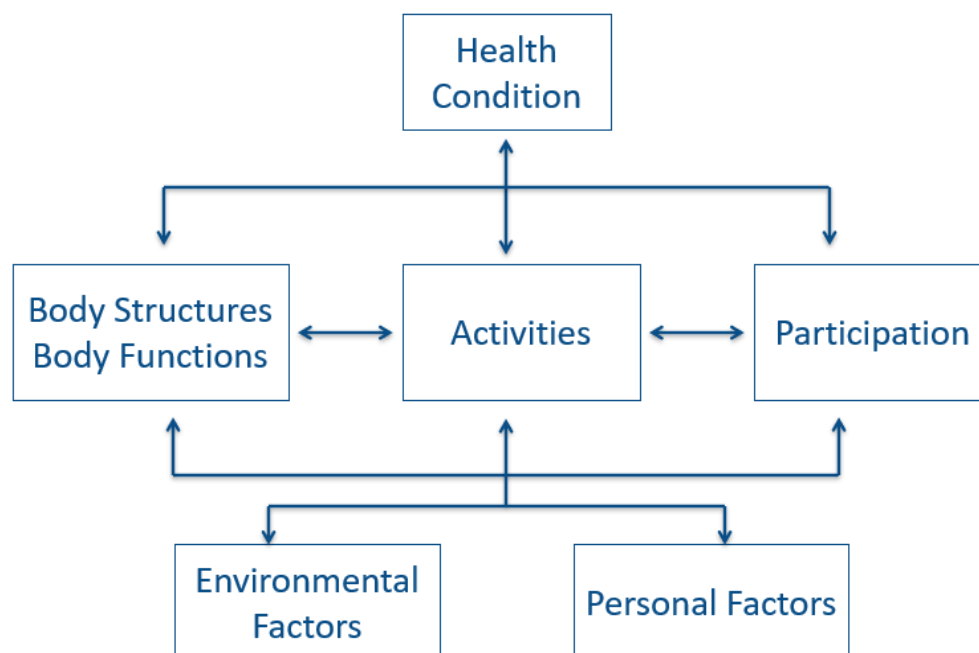 Health
Condition
Body Structures
Body Functions
Activities
Participation
Environmental
Factors
Personal Factors